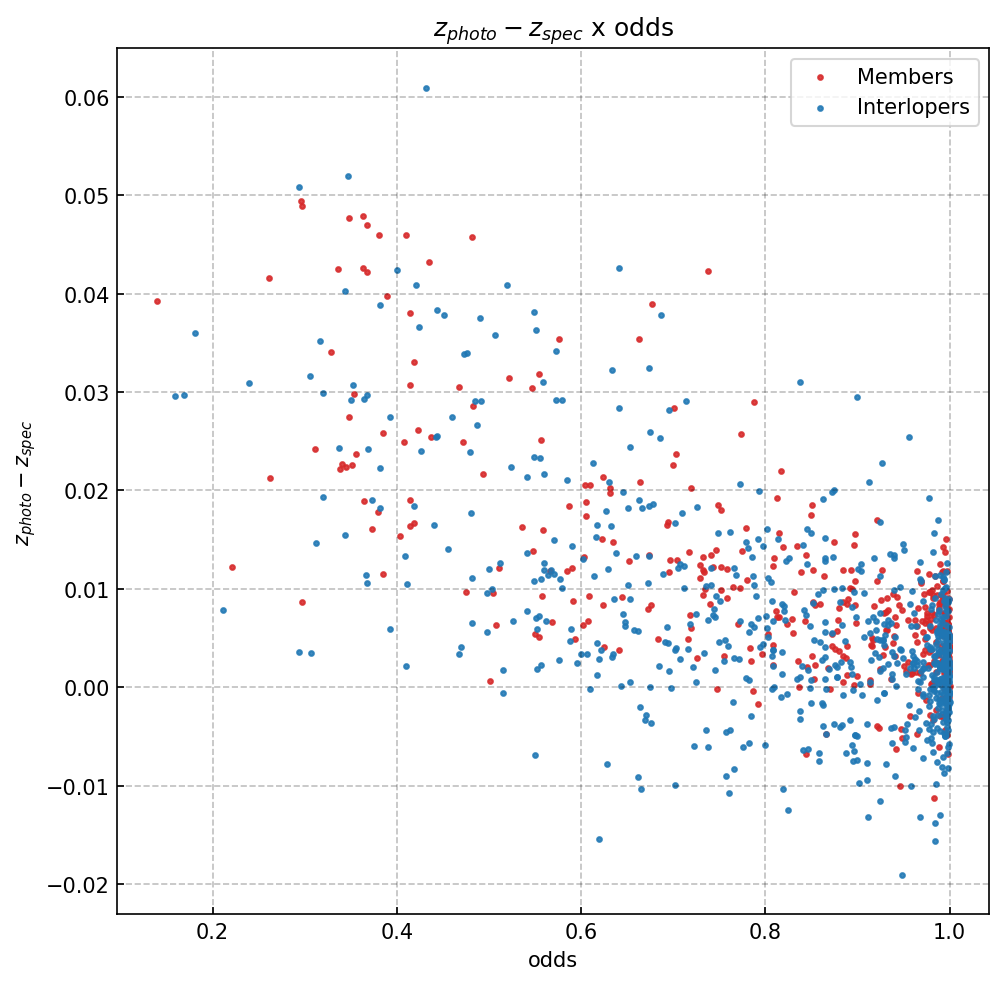 z_photo − z_spec x odds
Members
Interlopers
0.06
0.05
0.04
0.03
0.02
0.01
0.00
−0.01
−0.02
z_photo − z_spec
0.2
0.4
0.6
0.8
1.0
odds